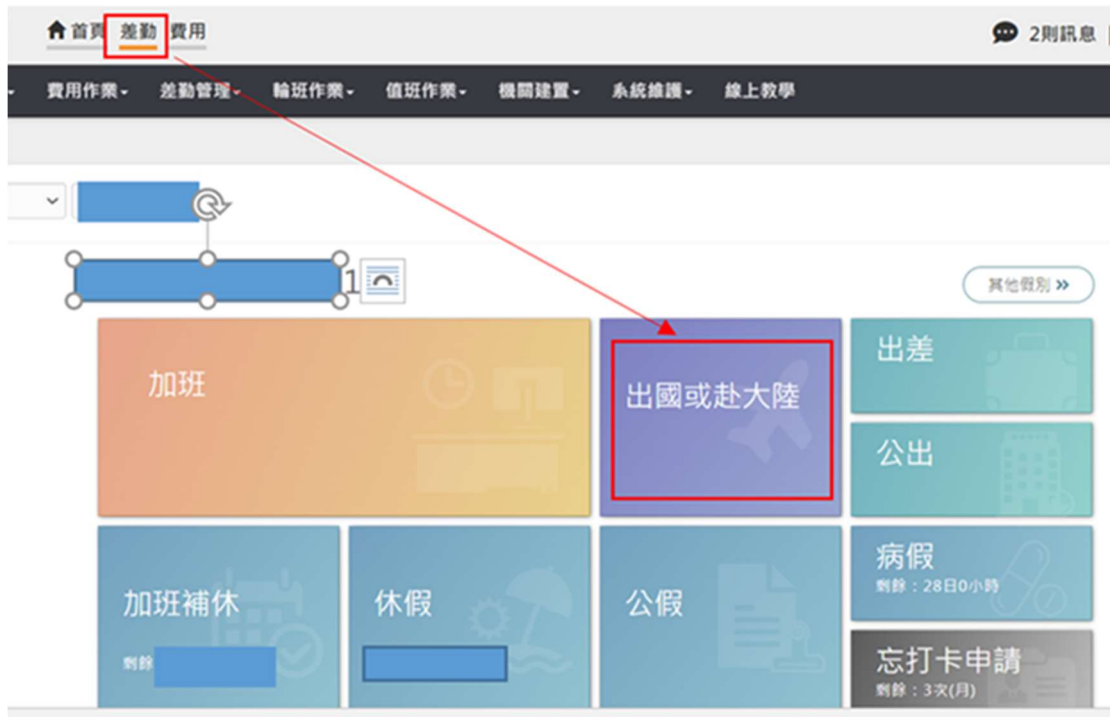 首頁 差勤 費用
2則訊息
費用作業 差勤管理 輪班作業 值班作業 機關建置 系統維護 線上教學
1
其他假別 »
加班
出國或赴大陸
出差
公出
加班補休
剩餘
休假
公假
病假
剩餘：28日0小時
忘打卡申請
剩餘：3次(月)